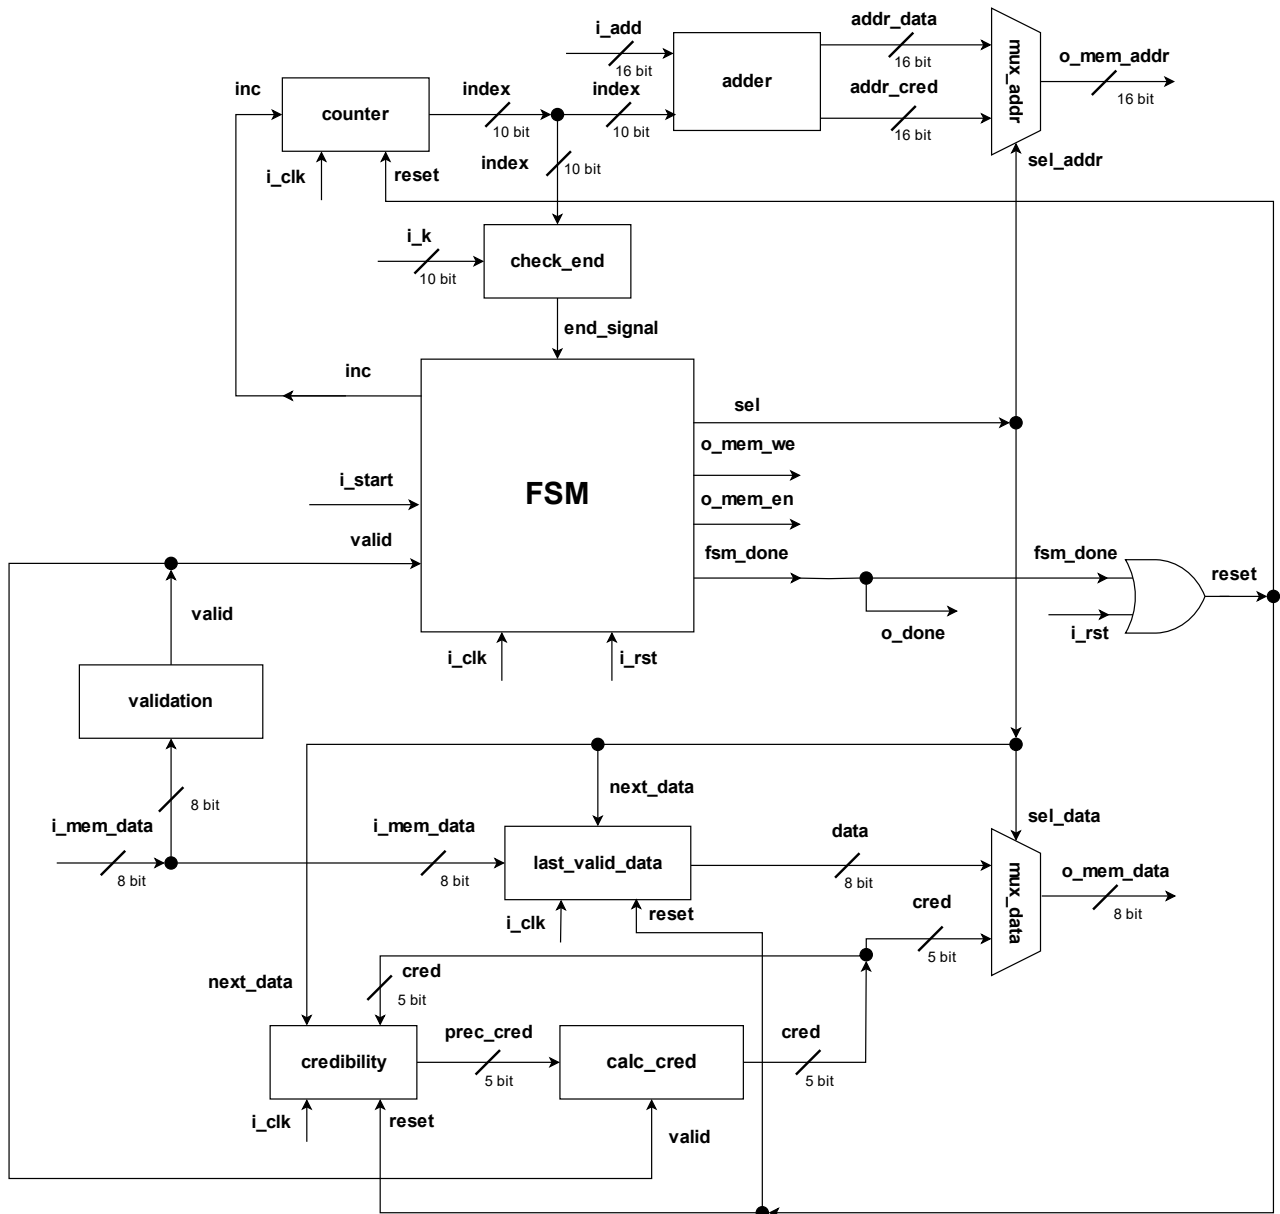 i_add
16 bit
addr_data
16 bit
mux_addr
o_mem_addr
16 bit
inc
counter
index
10 bit
index
10 bit
adder
addr_cred
16 bit
i_clk
reset
index
10 bit
sel_addr
i_k
10 bit
check_end
end_signal
inc
sel
o_mem_we
i_start
FSM
o_mem_en
valid
fsm_done
fsm_done
reset
valid
o_done
i_rst
i_clk
i_rst
validation
8 bit
next_data
i_mem_data
8 bit
i_mem_data
8 bit
last_valid_data
data
8 bit
sel_data
mux_data
o_mem_data
8 bit
i_clk
reset
cred
5 bit
next_data
cred
5 bit
credibility
prec_cred
5 bit
calc_cred
cred
5 bit
i_clk
reset
valid